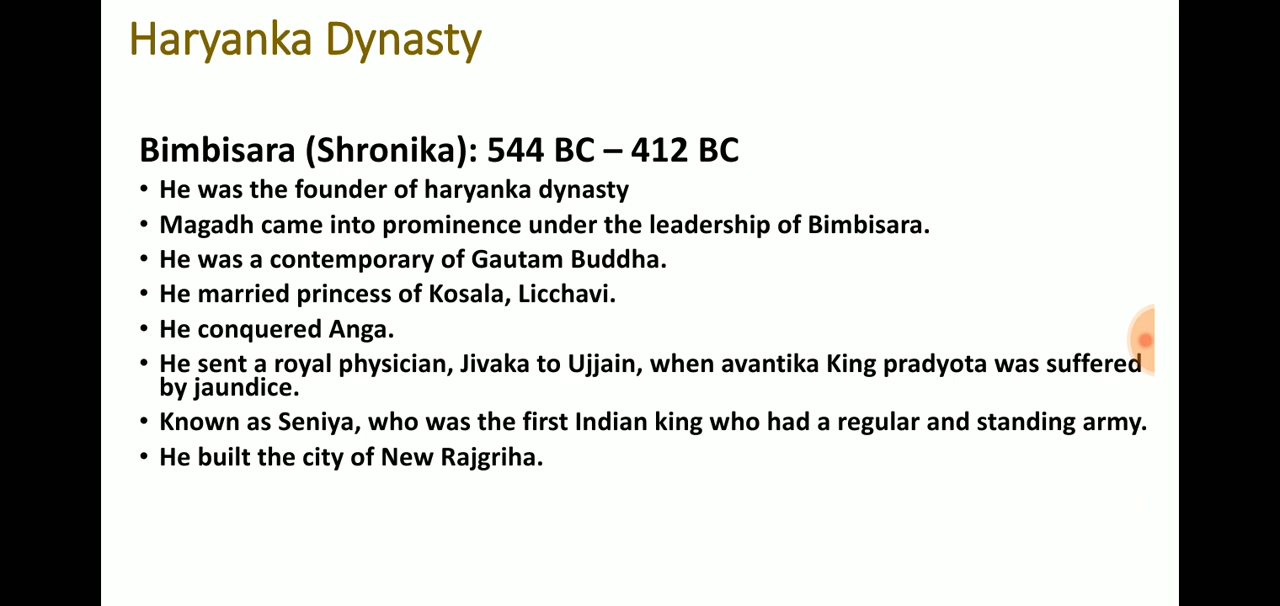 Haryanka Dynasty
Bimbisara (Shronika): 544 BC – 412 BC
• He was the founder of haryanka dynasty
• Magadh came into prominence under the leadership of Bimbisara.
• He was a contemporary of Gautam Buddha.
• He married princess of Kosala, Licchavi.
• He conquered Anga.
• He sent a royal physician, Jivaka to Ujjain, when avantika King pradyota was suffered
by jaundice.
• Known as Seniya, who was the first Indian king who had a regular and standing army.
• He built the city of New Rajgriha.